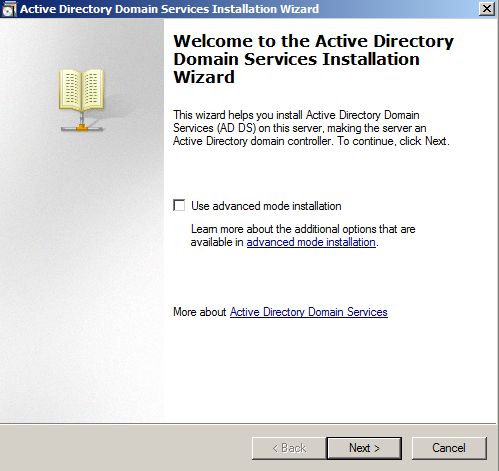 Active Directory Domain Services Installation Wizard
Welcome to the Active Directory
Domain Services Installation
Wizard
This wizard helps you install Active Directory Domain
Services (AD DS) on this server, making the server an
Active Directory domain controller. To continue, click Next.
Use advanced mode installation
Learn more about the additional options that are
available in advanced mode installation.
More about Active Directory Domain Services
< Back
Next >
Cancel